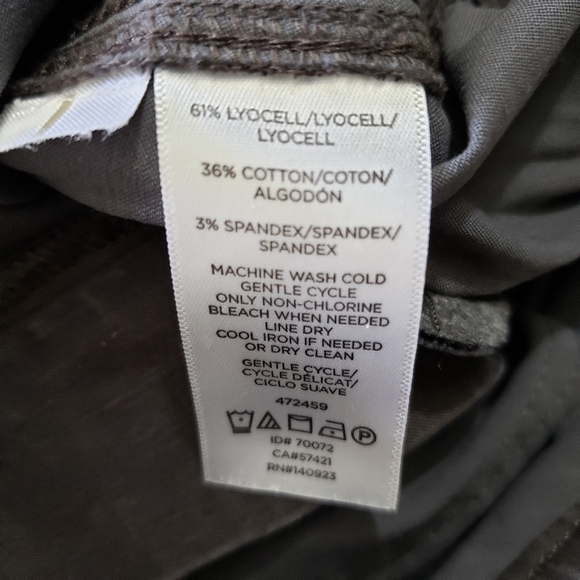 61% LYOCELL/LYOCELL/
LYOCELL
36% COTTON/COTON/
ALGODÓN
3% SPANDEX/SPANDEX/
SPANDEX
MACHINE WASH COLD
GENTLE CYCLE
ONLY NON-CHLORINE
BLEACH WHEN NEEDED
LINE DRY
COOL IRON IF NEEDED
OR DRY CLEAN
GENTLE CYCLE/
CYCLE DÉLICAT/
CICLO SUAVE
472459
P
ID# 70072
CA#57421
RN#140923